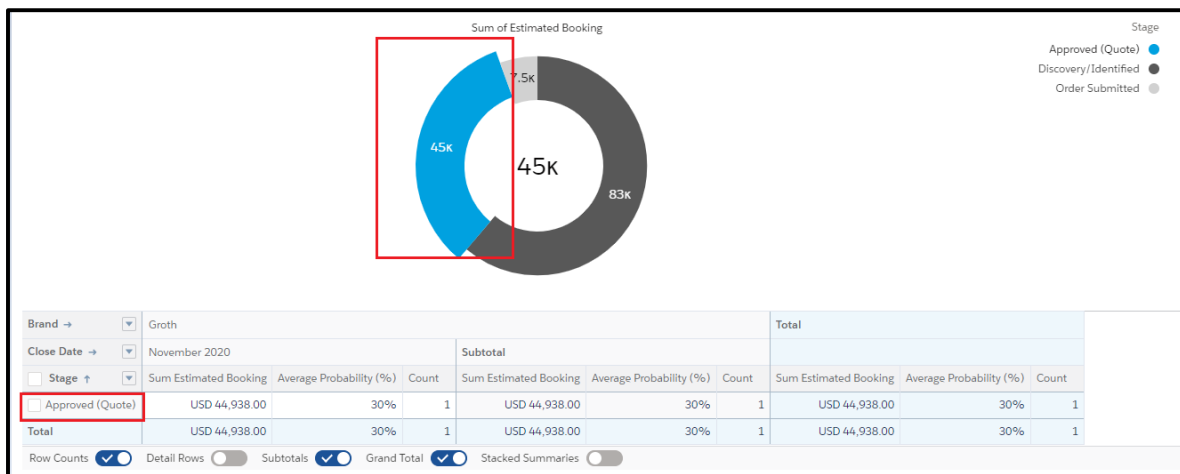 Sum of Estimated Booking
Stage
Approved (Quote)
Discovery/Identified
Order Submitted
7.5K
45K
45K
83K
Brand → Groth Total
Close Date → November 2020 Subtotal
Stage ↑ Sum Estimated Booking Average Probability (%) Count Sum Estimated Booking Average Probability (%) Count Sum Estimated Booking Average Probability (%) Count
Approved (Quote) USD 44,938.00 30% 1 USD 44,938.00 30% 1 USD 44,938.00 30% 1
Total USD 44,938.00 30% 1 USD 44,938.00 30% 1 USD 44,938.00 30% 1
Row Counts Detail Rows Subtotals Grand Total Stacked Summaries